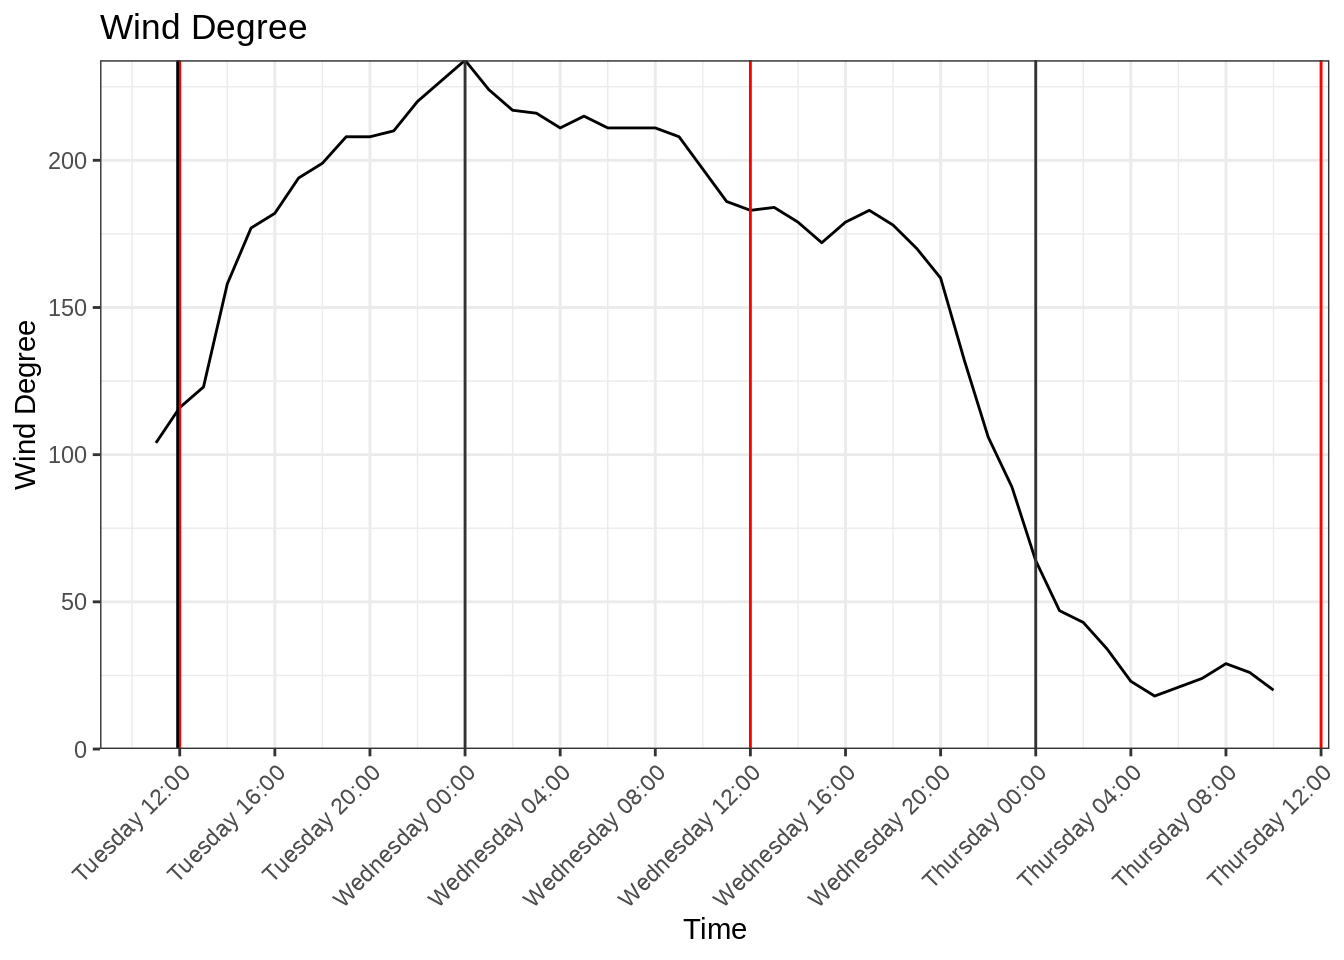 Wind Degree
Wind Degree
200
150
100
50
0
Tuesday 12:00
Tuesday 16:00
Tuesday 20:00
Wednesday 00:00
Wednesday 04:00
Wednesday 08:00
Wednesday 12:00
Wednesday 16:00
Wednesday 20:00
Thursday 00:00
Thursday 04:00
Thursday 08:00
Thursday 12:00
Time